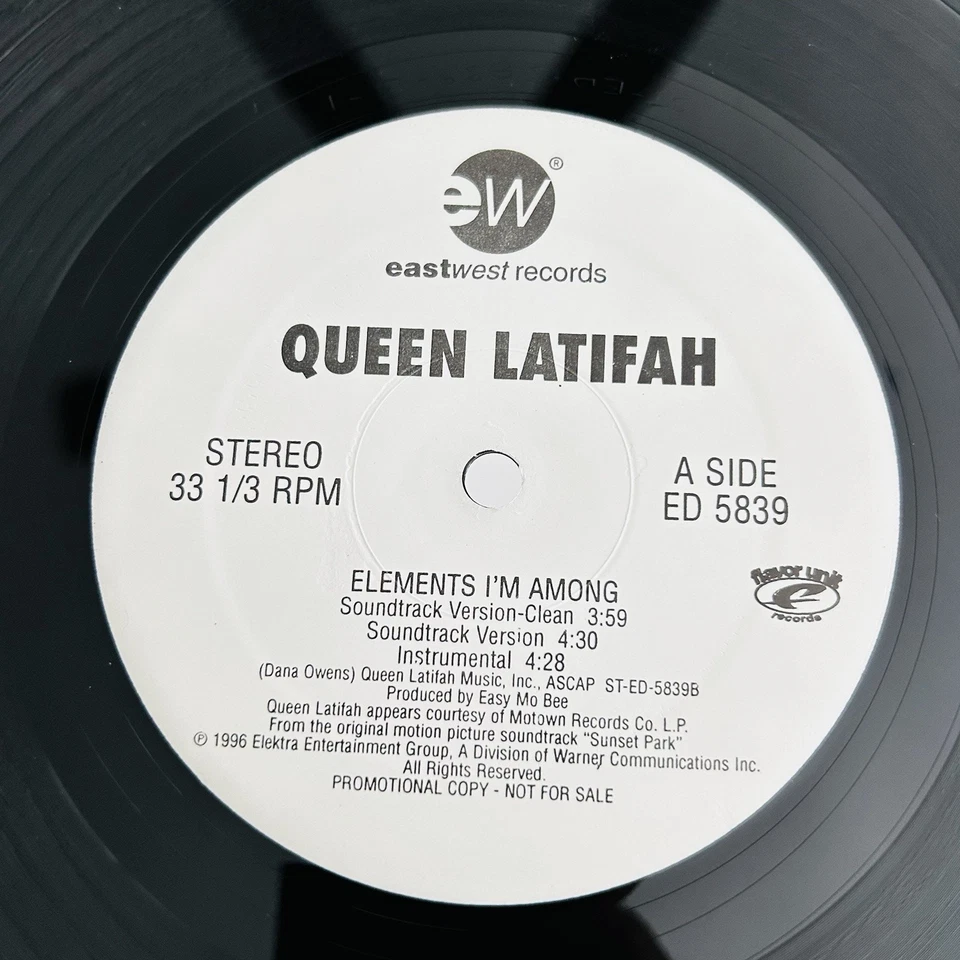 eW®
eastwest records
QUEEN LATIFAH
STEREO
33 1/3 RPM
A SIDE
ED 5839
flavor unit
records
ELEMENTS I'M AMONG
Soundtrack Version-Clean 3:59
Soundtrack Version 4:30
Instrumental 4:28
(Dana Owens) Queen Latifah Music, Inc., ASCAP ST-ED-5839B
Produced by Easy Mo Bee
Queen Latifah appears courtesy of Motown Records Co. L.P.
From the original motion picture soundtrack "Sunset Park"
℗ 1996 Elektra Entertainment Group, A Division of Warner Communications Inc.
All Rights Reserved.
PROMOTIONAL COPY - NOT FOR SALE